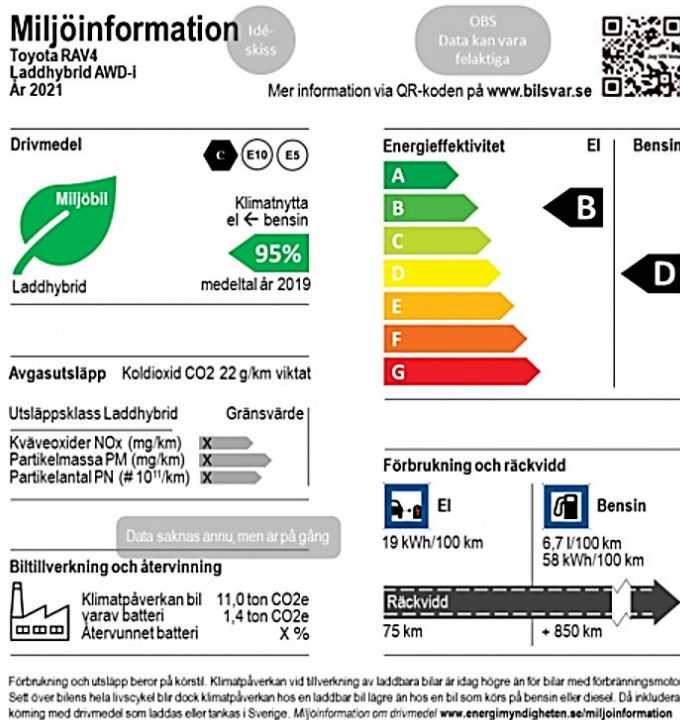 Miljöinformation
Idé-
skiss
OBS
Data kan vara
felaktiga
Toyota RAV4
Laddhybrid AWD-i
År 2021
Mer information via QR-koden på www.bilsvar.se
Drivmedel
C E10 E5
Miljöbil
Klimatnytta
el ← bensin
95%
Laddhybrid
medeltal år 2019
Energieffektivitet El Bensin
A
B B
C
D D
E
F
G
Avgasutsläpp Koldioxid CO2 22 g/km viktat
Utsläppsklass Laddhybrid Gränsvärde
Kväveoxider NOx (mg/km) X
Partikelmassa PM (mg/km) X
Partikelantal PN (# 10¹¹/km) X
Data saknas ännu, men är på gång
Förbrukning och räckvidd
El Bensin
19 kWh/100 km 6,7 l/100 km
58 kWh/100 km
Räckvidd
75 km + 850 km
Biltillverkning och återvinning
Klimatpåverkan bil 11,0 ton CO2e
varav batteri 1,4 ton CO2e
Återvunnet batteri X %
Förbrukning och utsläpp beror på körstil. Klimatpåverkan vid tillverkning av laddbara bilar är idag högre än för bilar med förbränningsmotor
Sett över bilens hela livscykel blir dock klimatpåverkan hos en laddbar bil lägre än hos en bil som körs på bensin eller diesel. Då inkludera
körning med drivmedel som laddas eller tankas i Sverige. Miljöinformation om drivmedel www.energimyndigheten.se/miljoinformation